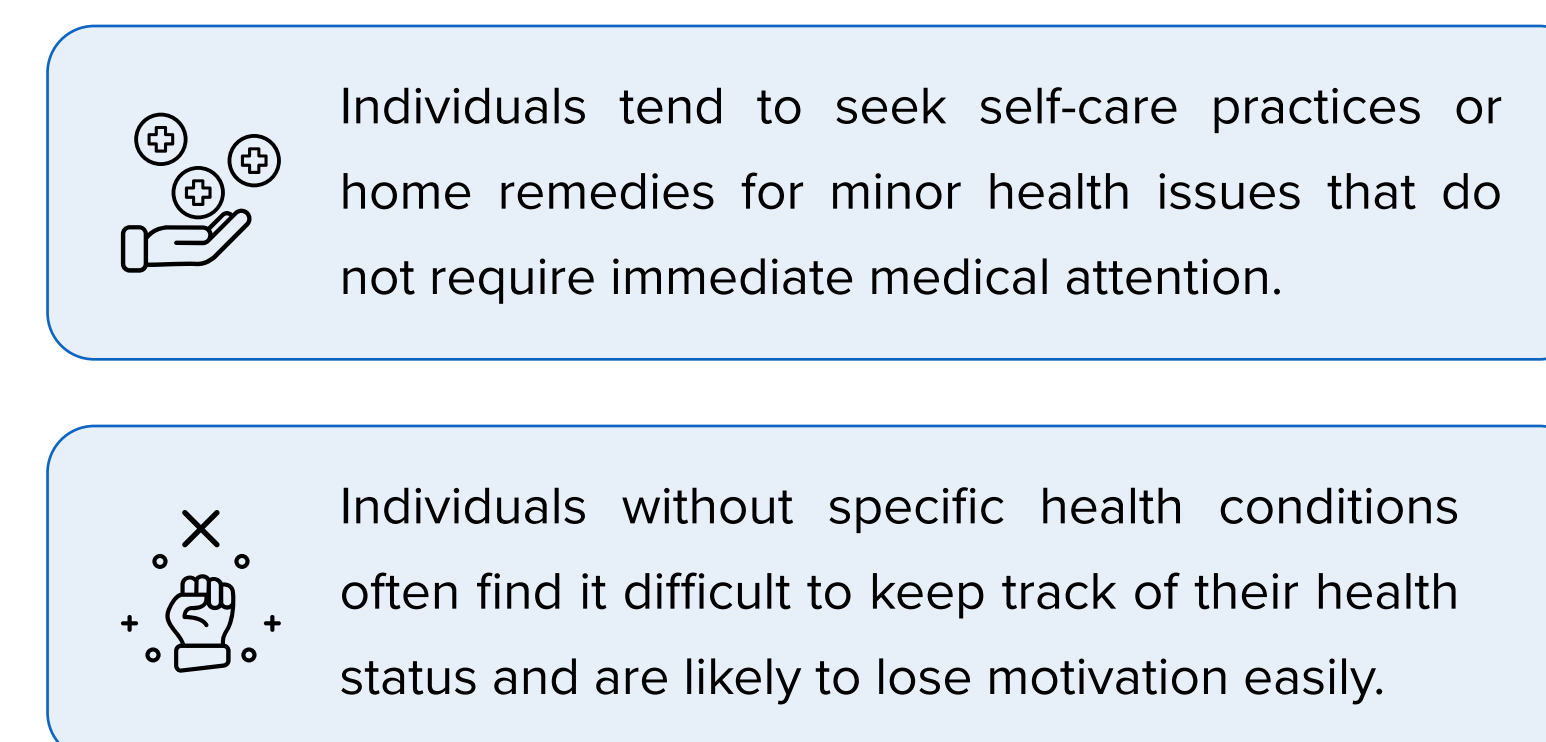 Individuals tend to seek self-care practices or
home remedies for minor health issues that do
not require immediate medical attention.
Individuals without specific health conditions
often find it difficult to keep track of their health
status and are likely to lose motivation easily.